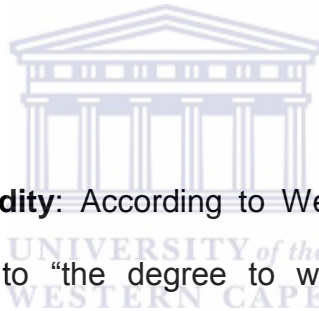 dity: According to We
UNIVERSITY of the
to “the degree to w
WESTERN CAPE